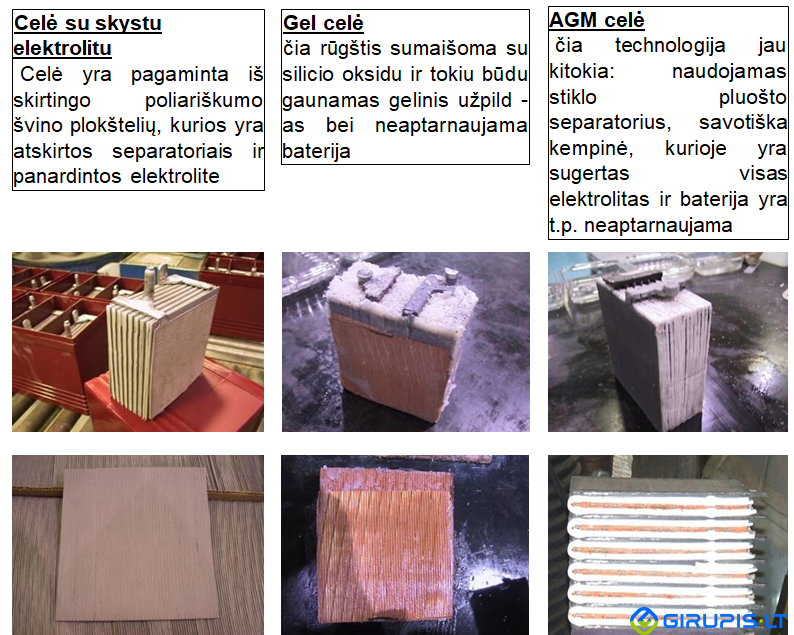 Celė su skystu
elektrolitu
Celė yra pagaminta iš
skirtingo poliariškumo
švino plokštelių, kurios yra
atskirtos separatoriais ir
panardintos elektrolite
Gel celė
čia rūgštis sumaišoma su
silicio oksidu ir tokiu būdu
gaunamas gelinis užpild -
as bei neaptarnaujama
baterija
AGM celė
čia technologija jau
kitokia: naudojamas
stiklo pluošto
separatorius, savotiška
kempinė, kurioje yra
sugertas visas
elektrolitas ir baterija yra
t.p. neaptarnaujama
GIRUPIS.LT